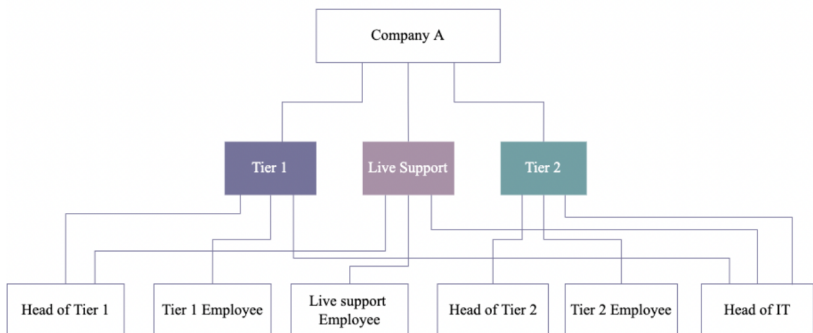 Company A
Tier 1
Live Support
Tier 2
Head of Tier 1
Tier 1 Employee
Live support
Employee
Head of Tier 2
Tier 2 Employee
Head of IT